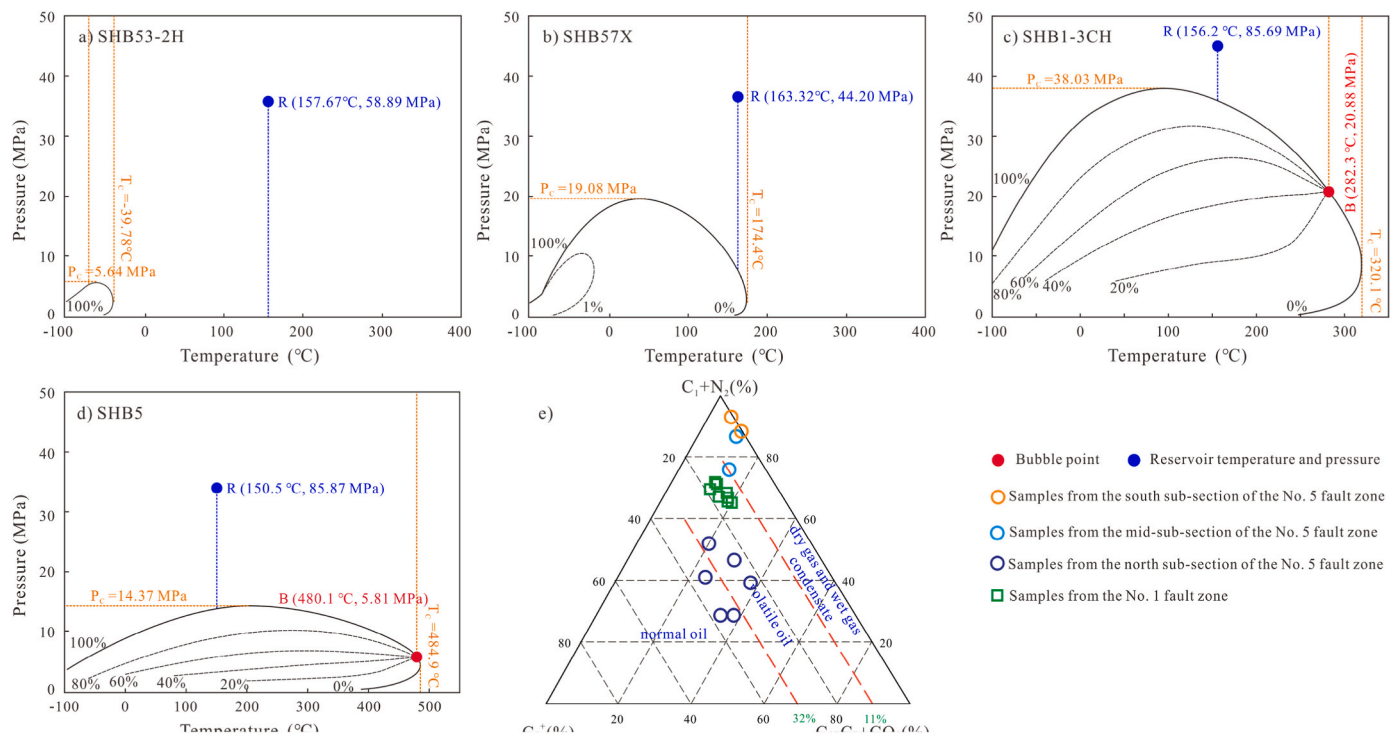 a) SHB53-2H
Pressure (MPa)
50
40
30
20
10
0
R (157.67℃, 58.89 MPa)
T_C =-39.78℃
P_C =5.64 MPa
100%
-100
0
100
200
300
400
Temperature (℃)
b) SHB57X
Pressure (MPa)
50
40
30
20
10
0
R (163.32℃, 44.20 MPa)
P_C =19.08 MPa
T_C =174.4℃
100%
1%
0%
-100
0
100
200
300
400
Temperature (℃)
c) SHB1-3CH
Pressure (MPa)
50
40
30
20
10
0
R (156.2 ℃, 85.69 MPa)
P_C =38.03 MPa
B (282.3 ℃, 20.88 MPa)
T_C =320.1 ℃
100%
80%
60%
40%
20%
0%
-100
0
100
200
300
Temperature (℃)
d) SHB5
Pressure (MPa)
50
40
30
20
10
0
R (150.5 ℃, 85.87 MPa)
P_C =14.37 MPa
B (480.1 ℃, 5.81 MPa)
T_C =484.9 ℃
100%
80%
60%
40%
20%
0%
-100
0
100
200
300
400
500
Temperature (℃)
e)
C₁+N₂(%)
20
40
60
80
60
40
20
normal oil
volatile oil
dry gas and wet gas
condensate
20
40
60
32%
80
11%
Bubble point
Reservoir temperature and pressure
Samples from the south sub-section of the No. 5 fault zone
Samples from the mid-sub-section of the No. 5 fault zone
Samples from the north sub-section of the No. 5 fault zone
Samples from the No. 1 fault zone